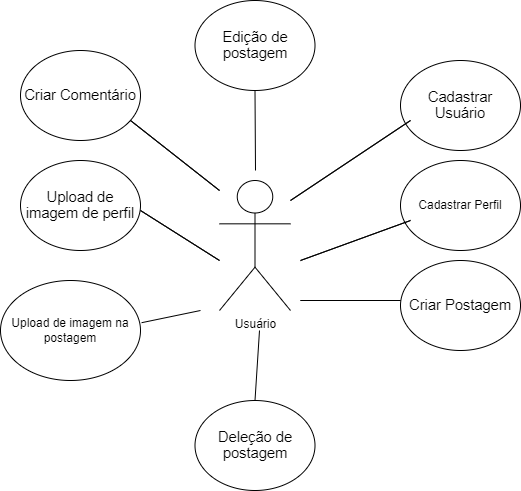 Edição de
postagem
Criar Comentário
Cadastrar
Usuário
Upload de
imagem de perfil
Cadastrar Perfil
Criar Postagem
Upload de imagem na
postagem
Usuário
Deleção de
postagem